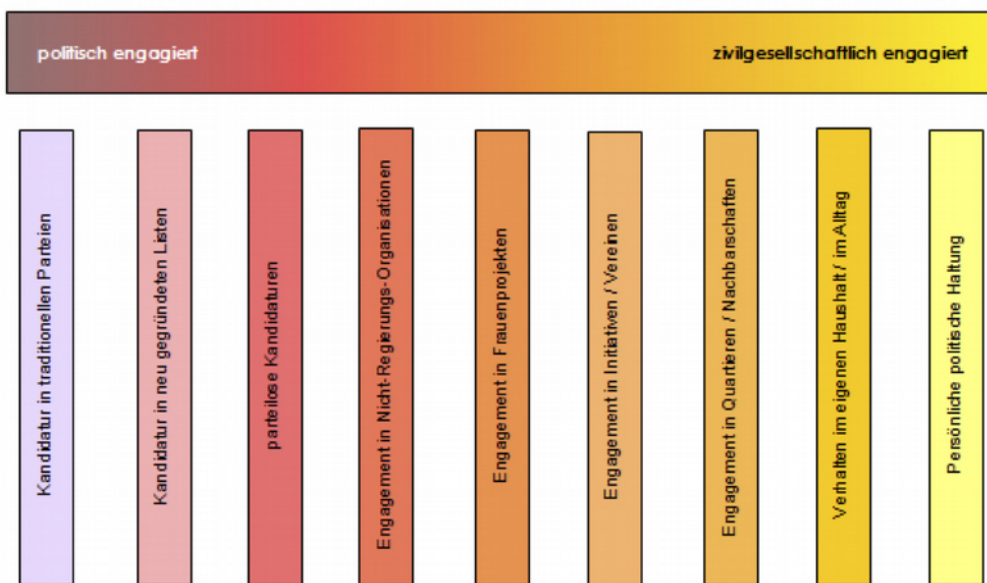 politisch engagiert
zivilgesellschaftlich engagiert
Kandidatur in traditionellen Parteien
Kandidatur in neu gegründeten Listen
parteilose Kandidaturen
Engagement in Nicht-Regierungs-Organisationen
Engagement in Frauenprojekten
Engagement in Initiativen / Vereinen
Engagement in Quartieren / Nachbarschaften
Verhalten im eigenen Haushalt / im Alltag
Persönliche politische Haltung